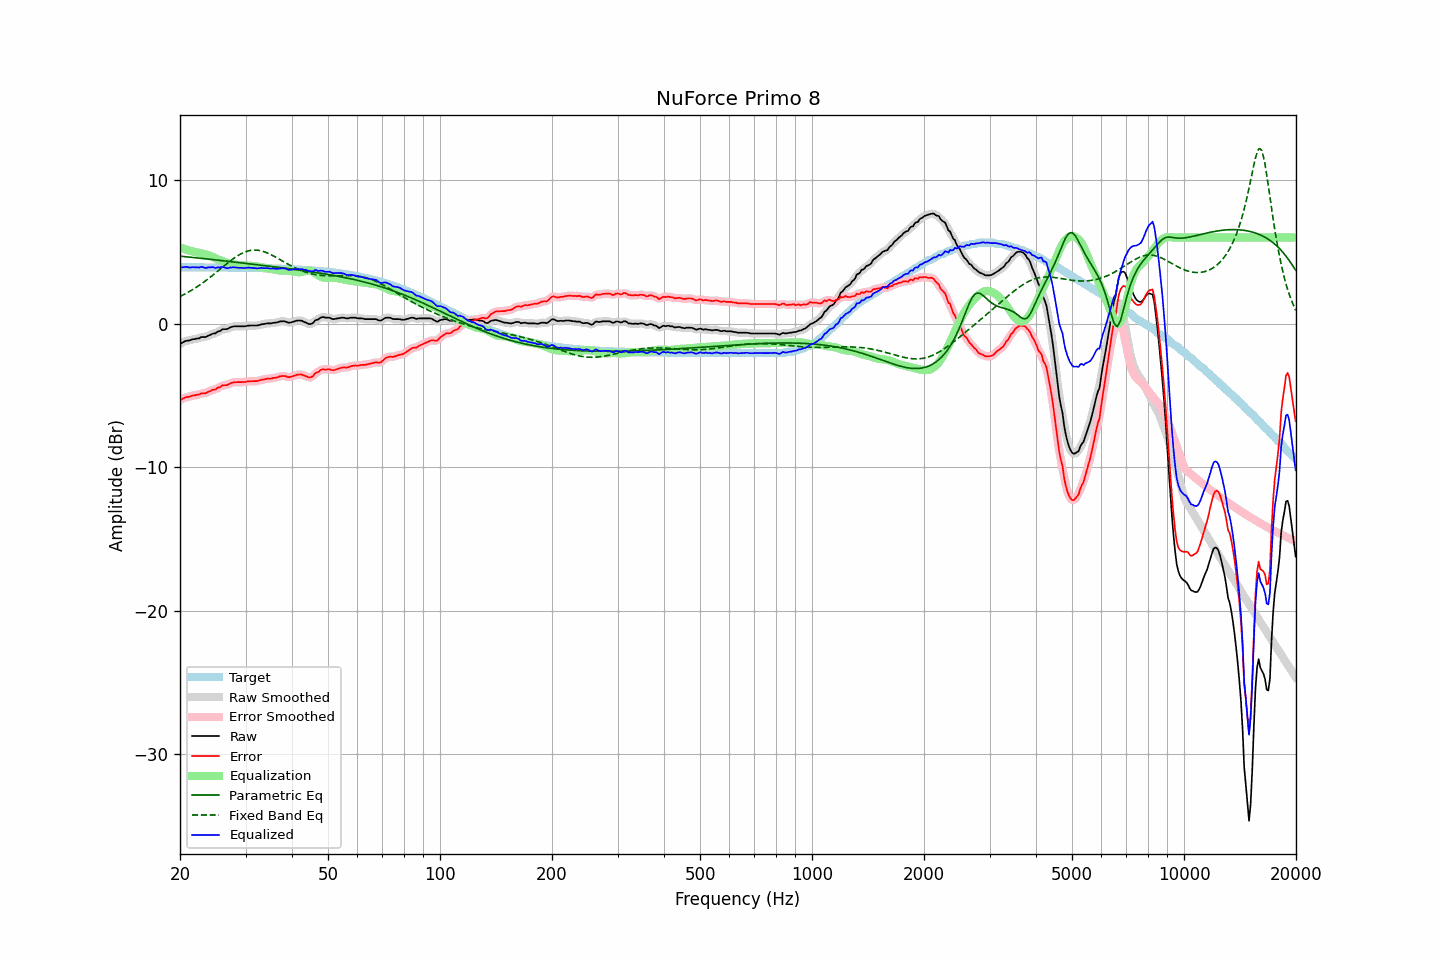 NuForce Primo 8
Amplitude (dBr)
10
0
−10
−20
−30
Target
Raw Smoothed
Error Smoothed
Raw
Error
Equalization
Parametric Eq
Fixed Band Eq
Equalized
20 50 100 200 500 1000 2000 5000 10000 20000
Frequency (Hz)